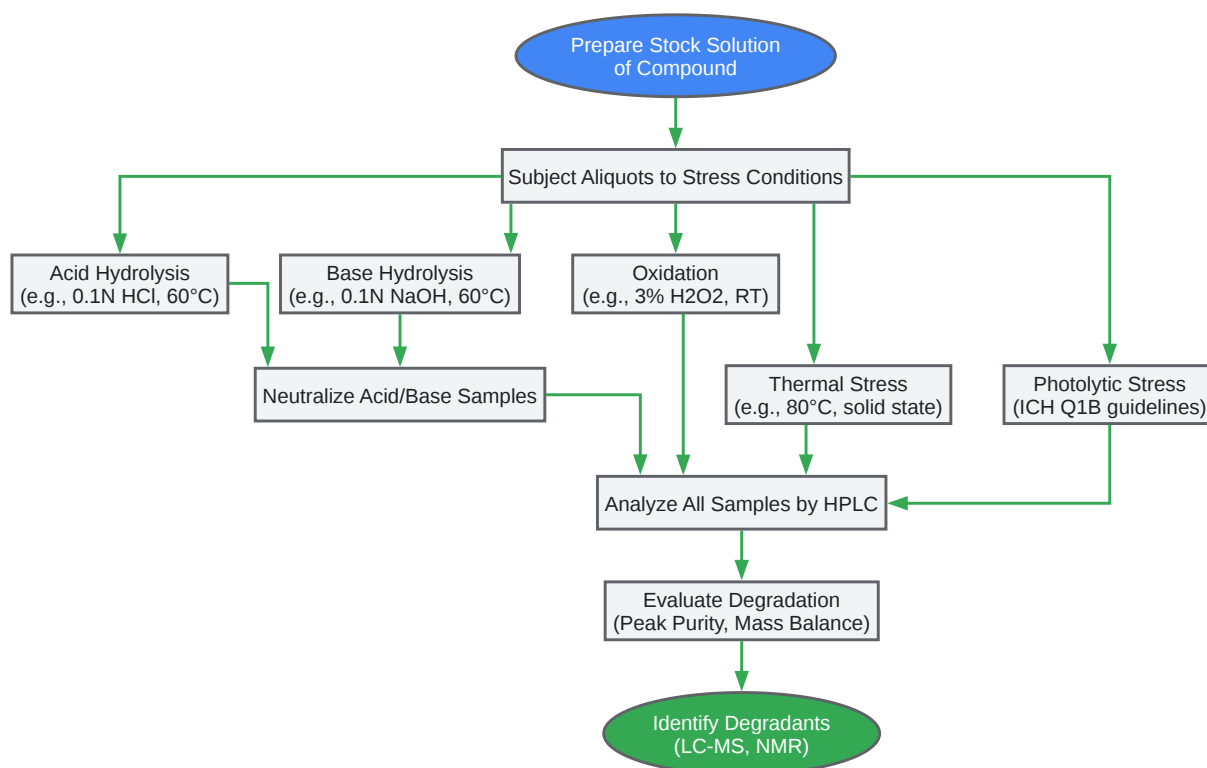 Prepare Stock Solution
of Compound
Subject Aliquots to Stress Conditions
Acid Hydrolysis
(e.g., 0.1N HCl, 60°C)
Base Hydrolysis
(e.g., 0.1N NaOH, 60°C)
Oxidation
(e.g., 3% H2O2, RT)
Neutralize Acid/Base Samples
Thermal Stress
(e.g., 80°C, solid state)
Photolytic Stress
(ICH Q1B guidelines)
Analyze All Samples by HPLC
Evaluate Degradation
(Peak Purity, Mass Balance)
Identify Degradants
(LC-MS, NMR)